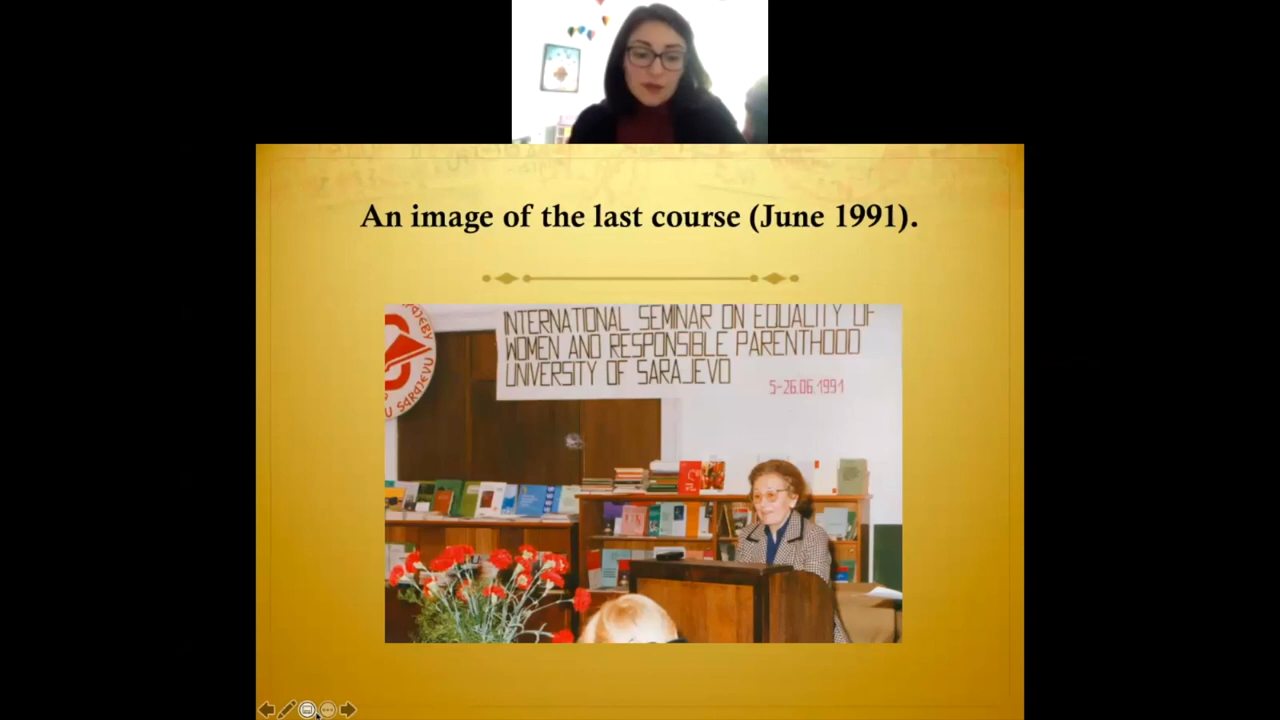 An image of the last course (June 1991).
INTERNATIONAL SEMINAR ON EQUALITY OF
WOMEN AND RESPONSIBLE PARENTHOOD
UNIVERSITY OF SARAJEVO
5-26.06.1991